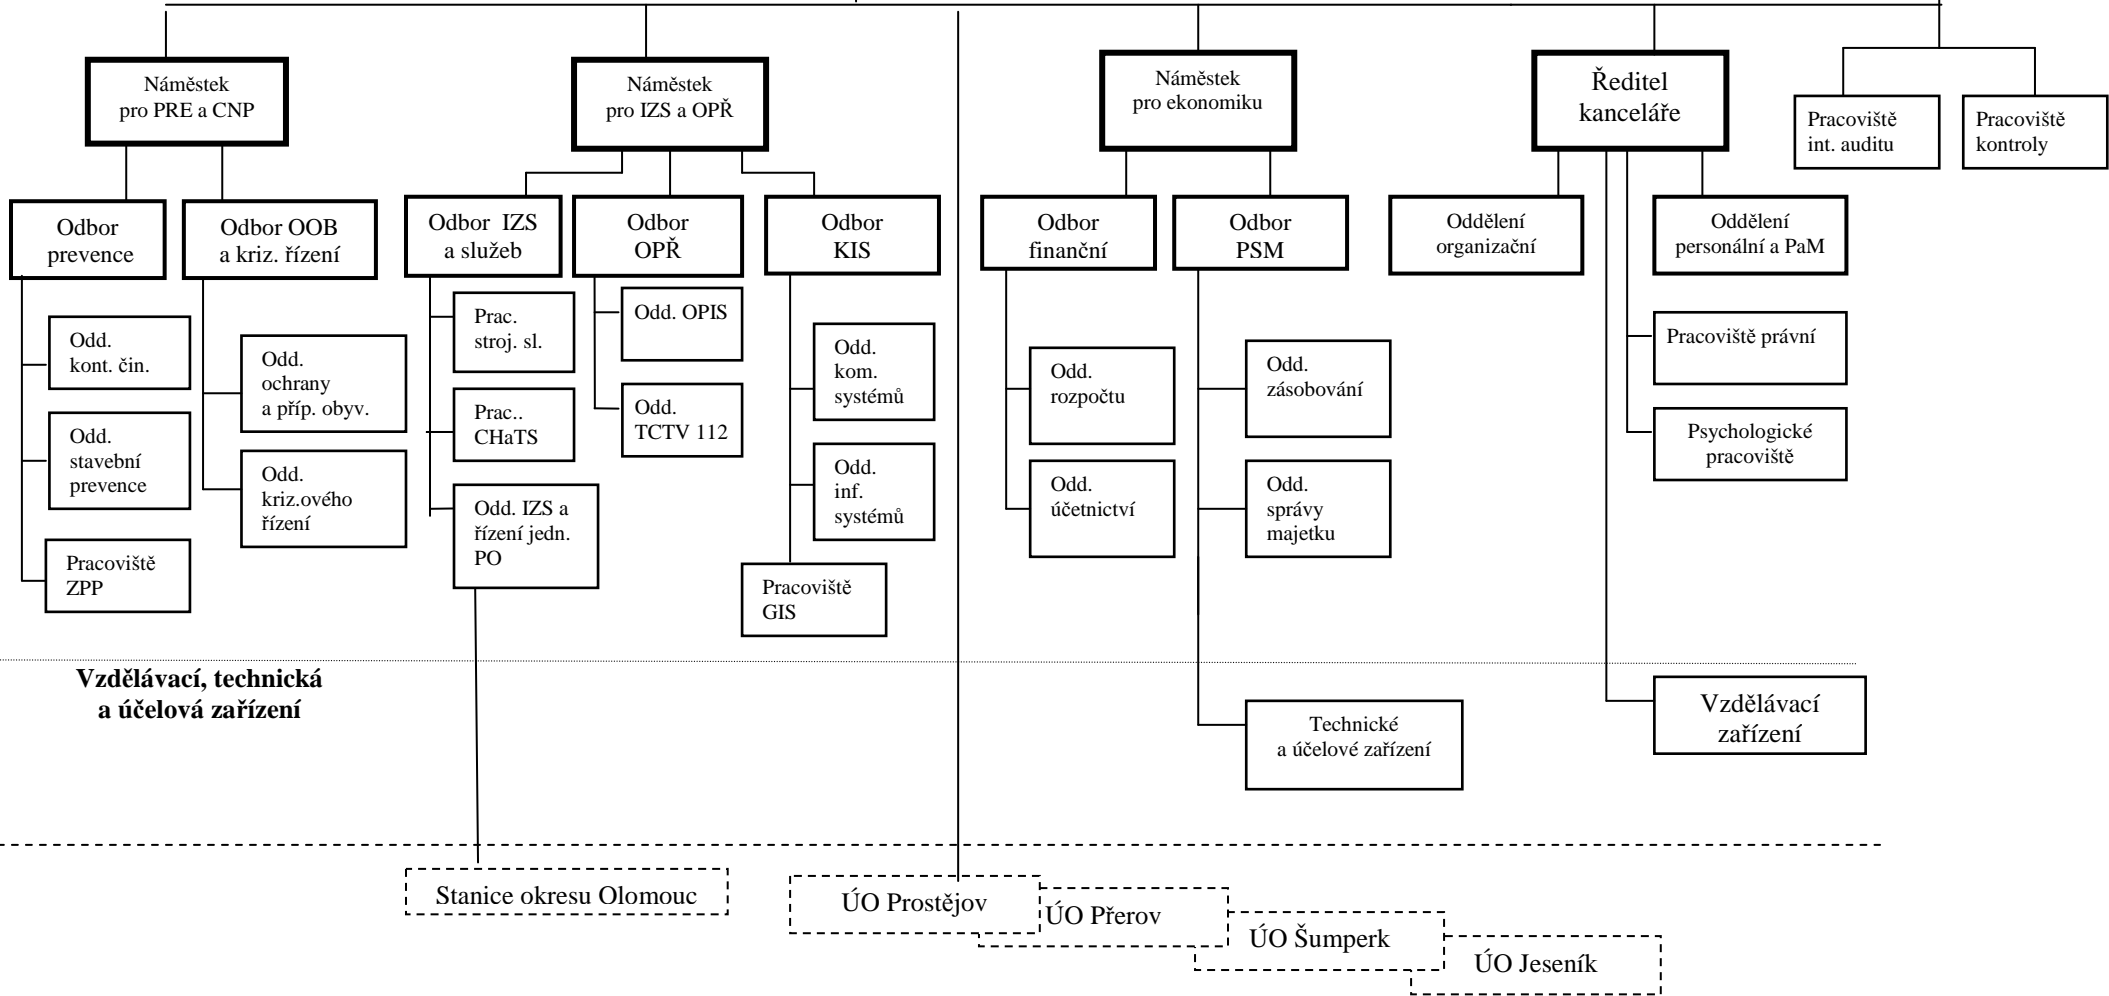 Náměstek
pro PRE a CNP
Náměstek
pro IZS a OPŘ
Náměstek
pro ekonomiku
Ředitel
kanceláře
Pracoviště
int. auditu
Pracoviště
kontroly
Odbor
prevence
Odbor OOB
a kriz. řízení
Odbor IZS
a služeb
Odbor
OPŘ
Odbor
KIS
Odbor
finanční
Odbor
PSM
Oddělení
organizační
Oddělení
personální a PaM
Odd.
kont. čin.
Odd.
stavební
prevence
Pracoviště
ZPP
Odd.
ochrany
a příp. obyv.
Odd.
kriz.ového
řízení
Prac.
stroj. sl.
Prac..
CHaTS
Odd. IZS a
řízení jedn.
PO
Odd. OPIS
Odd.
TCTV 112
Odd.
kom.
systémů
Odd.
inf.
systémů
Pracoviště
GIS
Odd.
rozpočtu
Odd.
účetnictví
Odd.
zásobování
Odd.
správy
majetku
Pracoviště právní
Psychologické
pracoviště
Vzdělávací, technická
a účelová zařízení
Technické
a účelové zařízení
Vzdělávací
zařízení
Stanice okresu Olomouc
ÚO Prostějov
ÚO Přerov
ÚO Šumperk
ÚO Jeseník